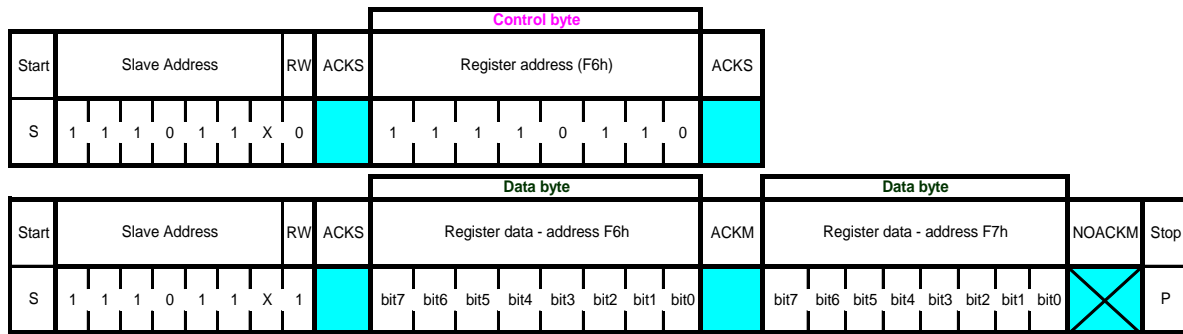 Control byte
Start Slave Address RW ACKS Register address (F6h) ACKS
S 1 1 1 0 1 1 X 0 1 1 1 1 0 1 1 0
Data byte Data byte
Start Slave Address RW ACKS Register data - address F6h ACKM Register data - address F7h NOACKM Stop
S 1 1 1 0 1 1 X 1 bit7 bit6 bit5 bit4 bit3 bit2 bit1 bit0 bit7 bit6 bit5 bit4 bit3 bit2 bit1 bit0 P